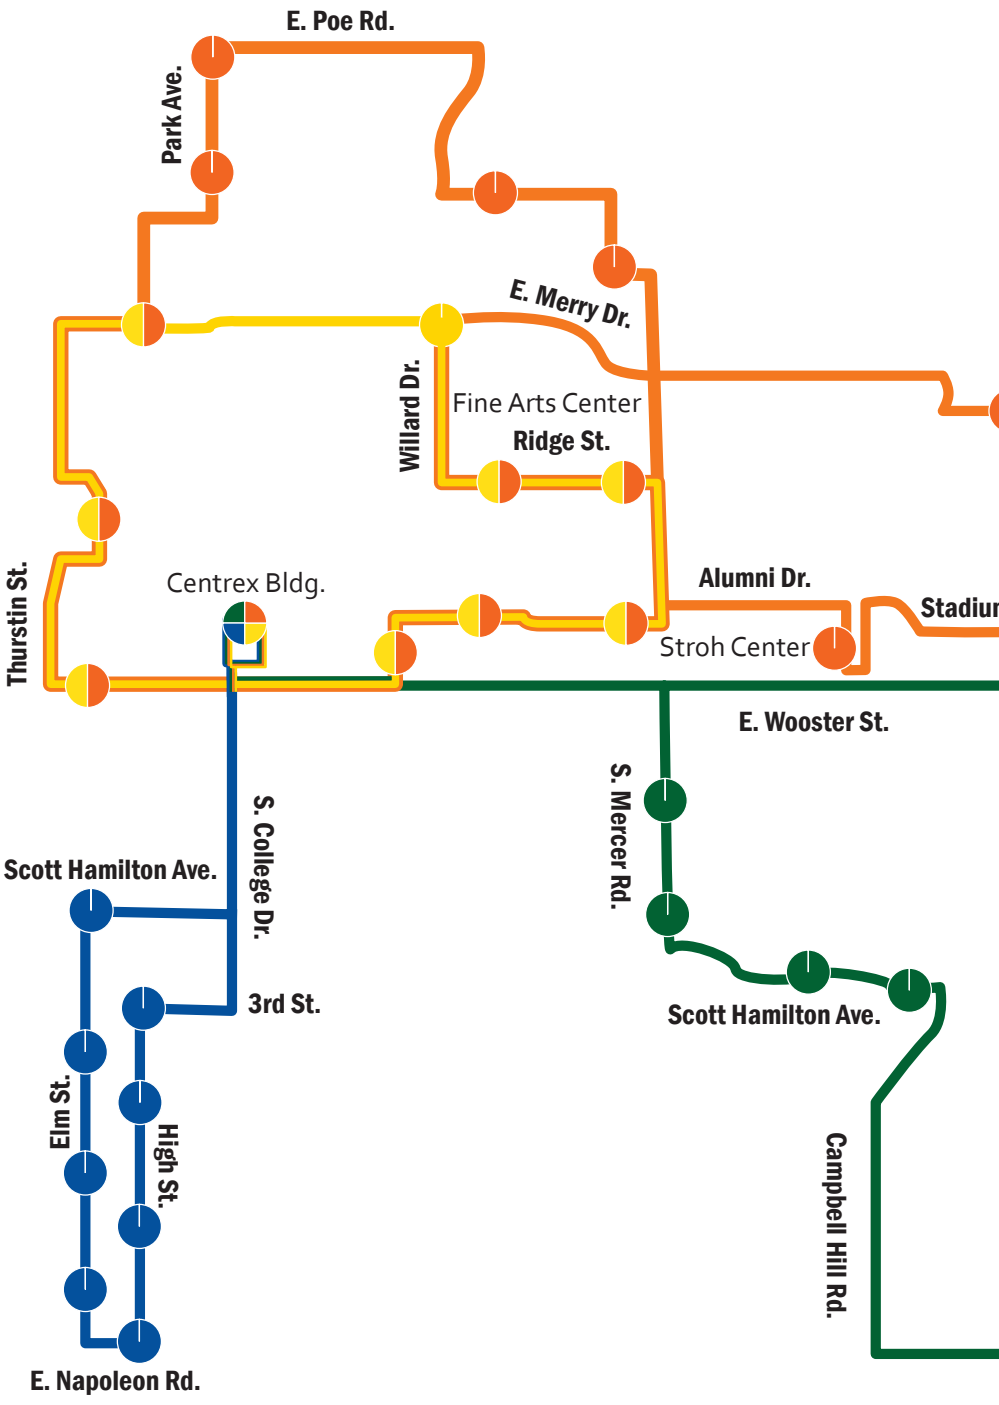 E. Poe Rd.
Park Ave.
E. Merry Dr.
Willard Dr.
Fine Arts Center
Ridge St.
Thurstin St.
Centrex Bldg.
Alumni Dr.
Stadiun
Stroh Center
E. Wooster St.
S. Mercer Rd.
S. College Dr.
Scott Hamilton Ave.
3rd St.
Scott Hamilton Ave.
Elm St.
High St.
Campbell Hill Rd.
E. Napoleon Rd.